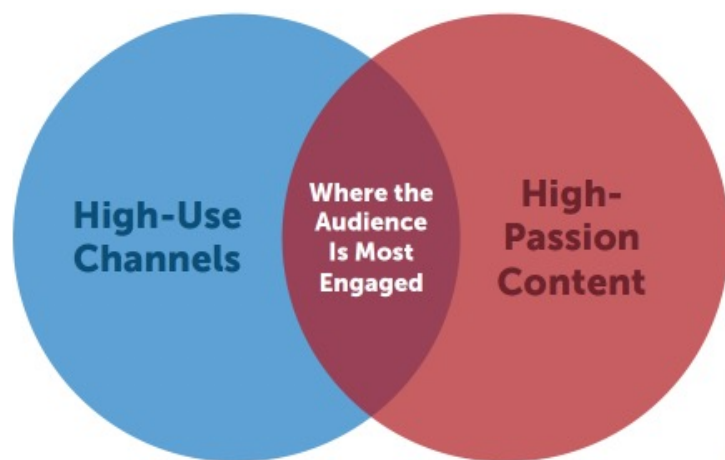 High-Use
Channels
Where the
Audience
Is Most
Engaged
High-
Passion
Content